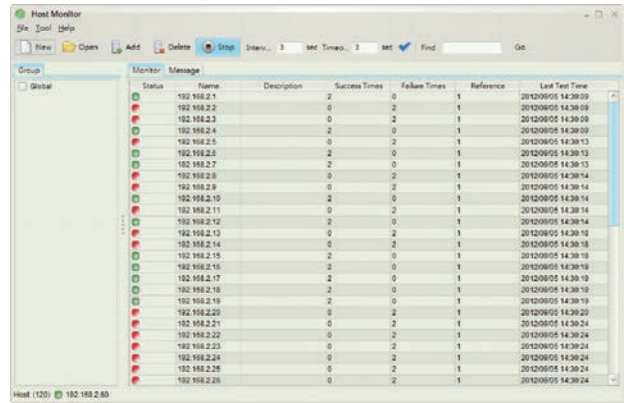 Host Monitor
File Tool Help
New Open Add Delete Stop Interv... 3 sec Timeo... 3 sec Find Go
Group Monitor Message
Global Status Name Description Success Times Failure Times Reference Last Test Time
192.168.2.1 2 0 1 2012/09/05 14:39:09
192.168.2.2 0 2 1 2012/09/05 14:39:09
192.168.2.3 0 2 1 2012/09/05 14:39:09
192.168.2.4 2 0 1 2012/09/05 14:39:09
192.168.2.5 0 2 1 2012/09/05 14:39:13
192.168.2.6 2 0 1 2012/09/05 14:39:13
192.168.2.7 2 0 1 2012/09/05 14:39:13
192.168.2.8 0 2 1 2012/09/05 14:39:14
192.168.2.9 0 2 1 2012/09/05 14:39:14
192.168.2.10 2 0 1 2012/09/05 14:39:14
192.168.2.11 0 2 1 2012/09/05 14:39:14
192.168.2.12 2 0 1 2012/09/05 14:39:14
192.168.2.13 0 2 1 2012/09/05 14:39:18
192.168.2.14 0 2 1 2012/09/05 14:39:18
192.168.2.15 2 0 1 2012/09/05 14:39:18
192.168.2.16 2 0 1 2012/09/05 14:39:19
192.168.2.17 2 0 1 2012/09/05 14:39:19
192.168.2.18 2 0 1 2012/09/05 14:39:19
192.168.2.19 2 0 1 2012/09/05 14:39:19
192.168.2.20 0 2 1 2012/09/05 14:39:20
192.168.2.21 0 2 1 2012/09/05 14:39:24
192.168.2.22 0 2 1 2012/09/05 14:39:24
192.168.2.23 0 2 1 2012/09/05 14:39:24
192.168.2.24 0 2 1 2012/09/05 14:39:24
192.168.2.25 0 2 1 2012/09/05 14:39:24
192.168.2.26 0 2 1 2012/09/05 14:39:24
Host (120) 192.168.2.60